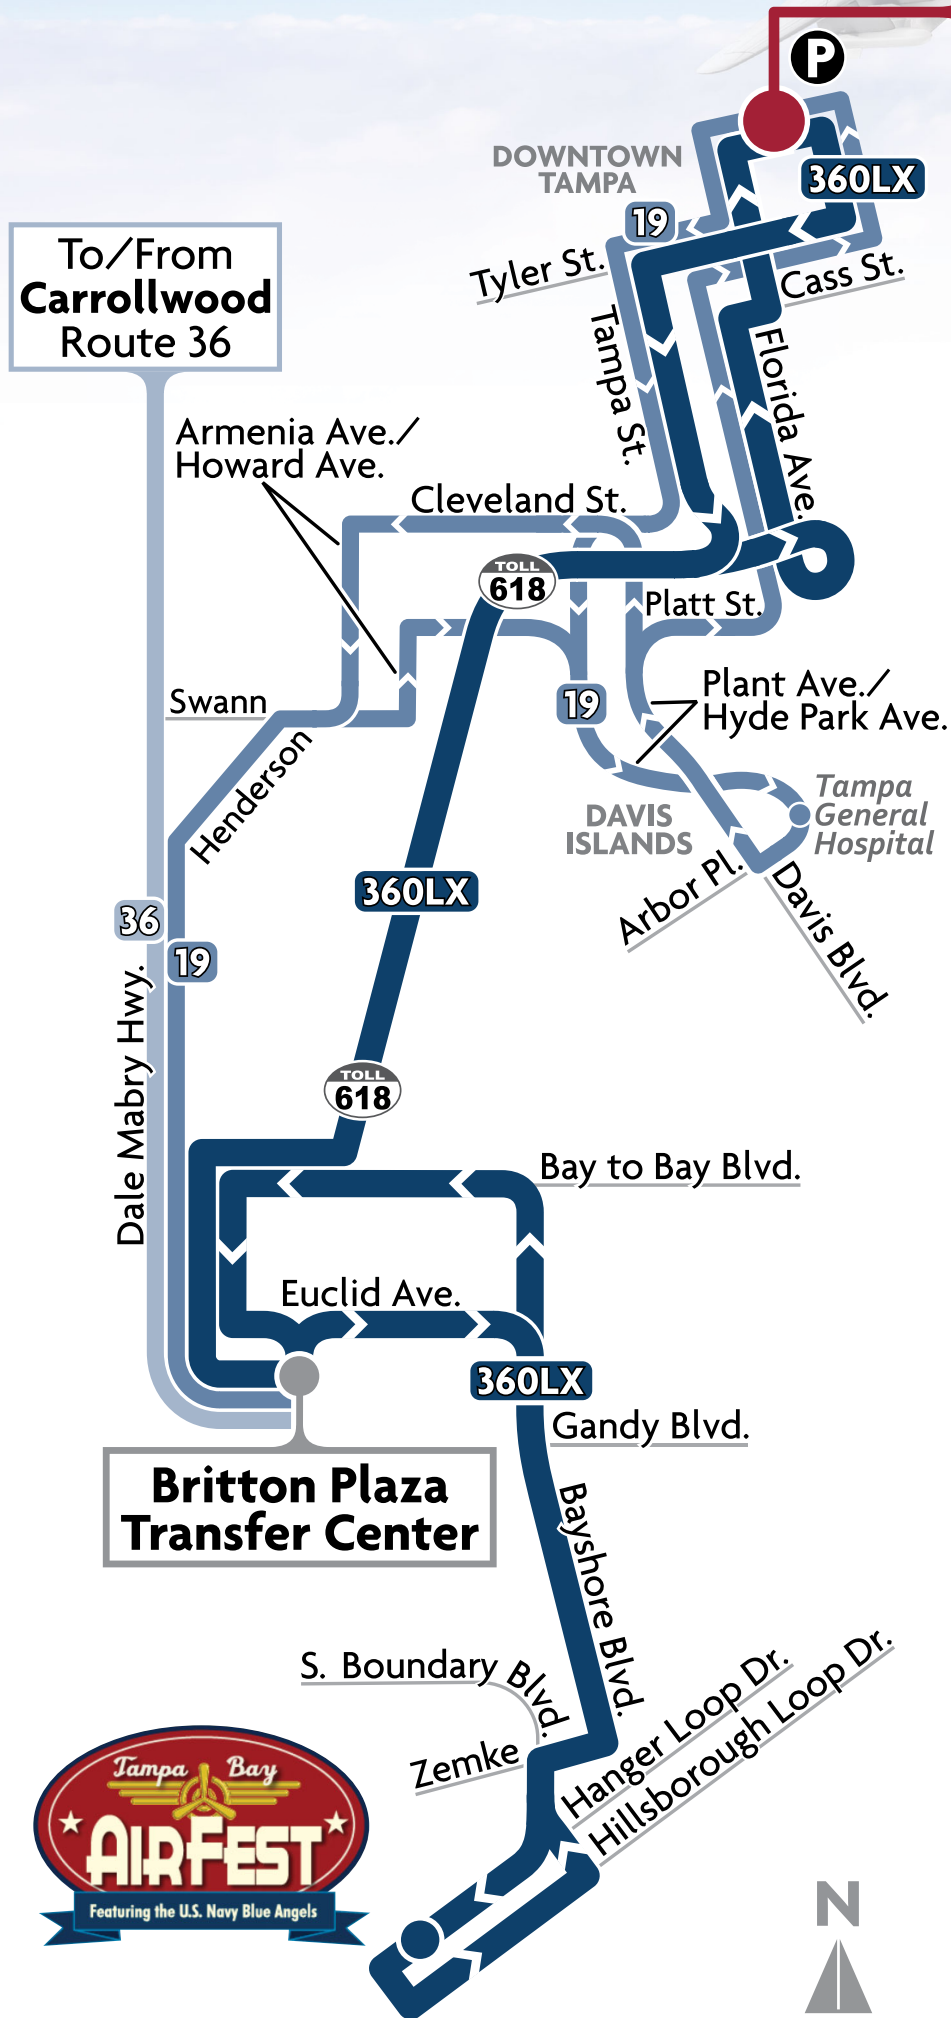 P
DOWNTOWN
TAMPA
360LX
19
To/From
Carrollwood
Route 36
Tyler St.
Cass St.
Tampa St.
Florida Ave.
Armenia Ave./
Howard Ave.
Cleveland St.
TOLL
618
Platt St.
Swann
19
Plant Ave./
Hyde Park Ave.
Henderson
DAVIS
ISLANDS
Tampa
General
Hospital
Arbor Pl.
Davis Blvd.
360LX
36
19
Dale Mabry Hwy.
TOLL
618
Bay to Bay Blvd.
Euclid Ave.
360LX
Gandy Blvd.
Britton Plaza
Transfer Center
Bayshore Blvd.
S. Boundary Blvd.
Zemke
Hanger Loop Dr.
Hillsborough Loop Dr.
Tampa Bay
AIRFEST
Featuring the U.S. Navy Blue Angels
N